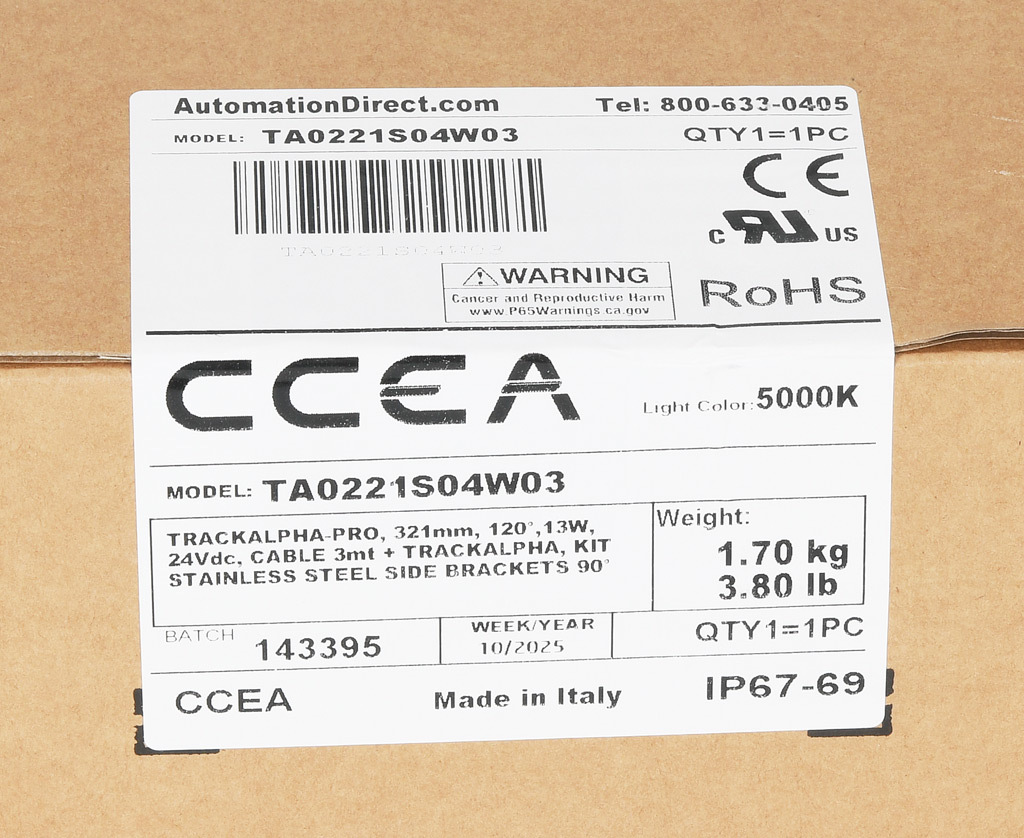 AutomationDirect.com Tel: 800-633-0405
MODEL: TA0221S04W03 QTY1=1PC
CE
TA0221S04W03
c RU US
WARNING
Cancer and Reproductive Harm
www.P65Warnings.ca.gov
RoHS
CCEA
Light Color: 5000K
MODEL: TA0221S04W03
TRACKALPHA-PRO, 321mm, 120°,13W,
24Vdc, CABLE 3mt + TRACKALPHA, KIT
STAINLESS STEEL SIDE BRACKETS 90°
Weight:
1.70 kg
3.80 lb
BATCH 143395
WEEK/YEAR
10/2025
QTY1=1PC
CCEA Made in Italy IP67-69